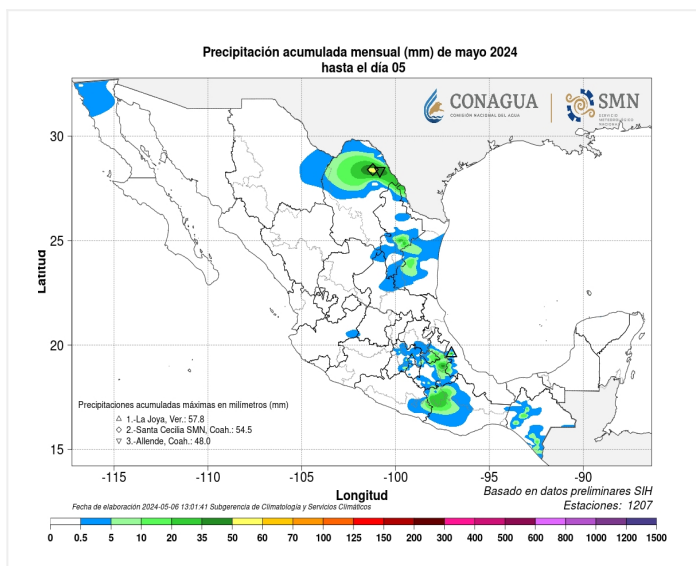 Precipitación acumulada mensual (mm) de mayo 2024
hasta el día 05
CONAGUA
COMISIÓN NACIONAL DEL AGUA
SMN
SERVICIO
METEOROLÓGICO
NACIONAL
30
25
20
15
Latitud
Precipitaciones acumuladas máximas en milímetros (mm)
1.-La Joya, Ver.: 57.8
2.-Santa Cecilia SMN, Coah.: 54.5
3.-Allende, Coah.: 48.0
-115 -110 -105 -100 -95 -90
Longitud
Basado en datos preliminares SIH
Estaciones: 1207
Fecha de elaboración 2024-05-06 13:01:41 Subgerencia de Climatología y Servicios Climáticos
0 0.5 5 10 20 35 50 60 70 100 125 150 200 300 400 500 600 800 1000 1200 1500